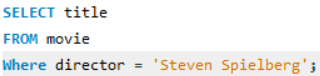 SELECT title
FROM movie
Where director = 'Steven Spielberg';